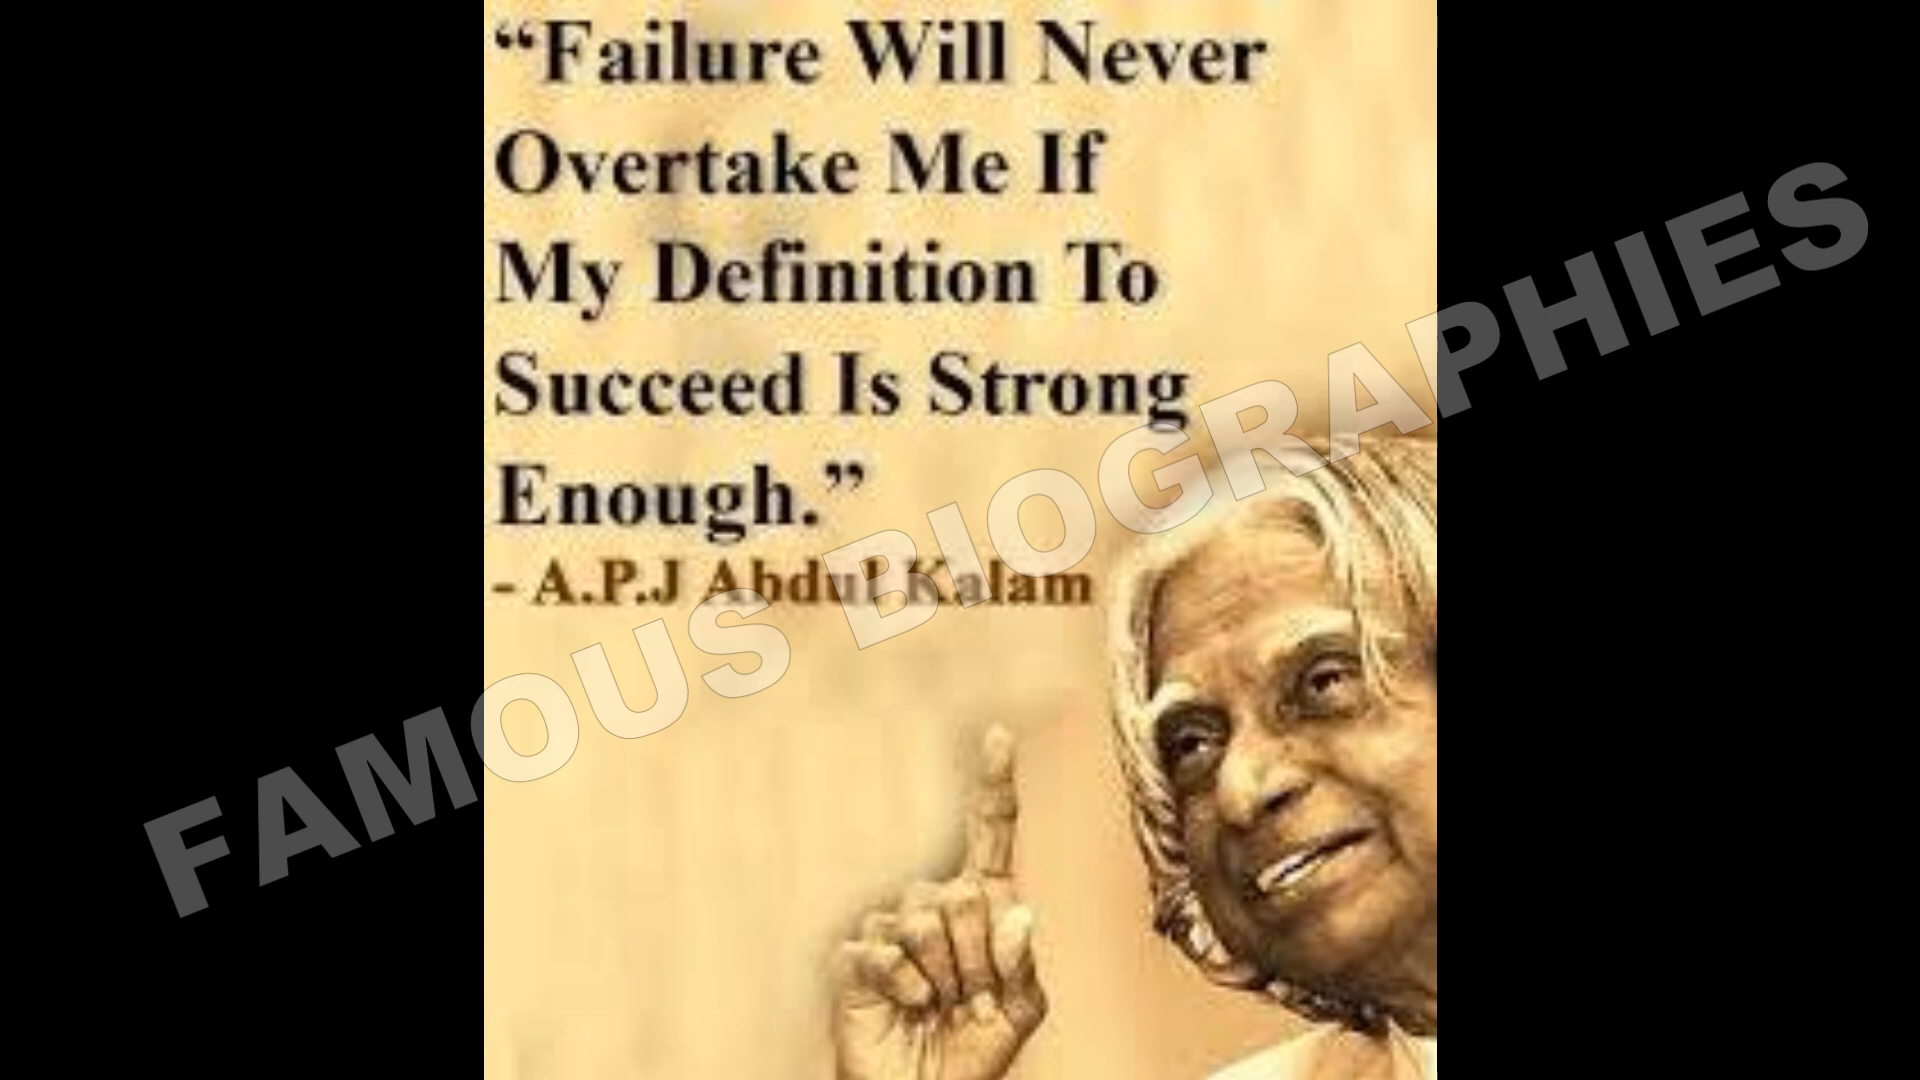 “Failure Will Never
Overtake Me If
My Definition To
Succeed Is Strong
Enough.”
- A.P.J Abdul Kalam
FAMOUS BIOGRAPHIES